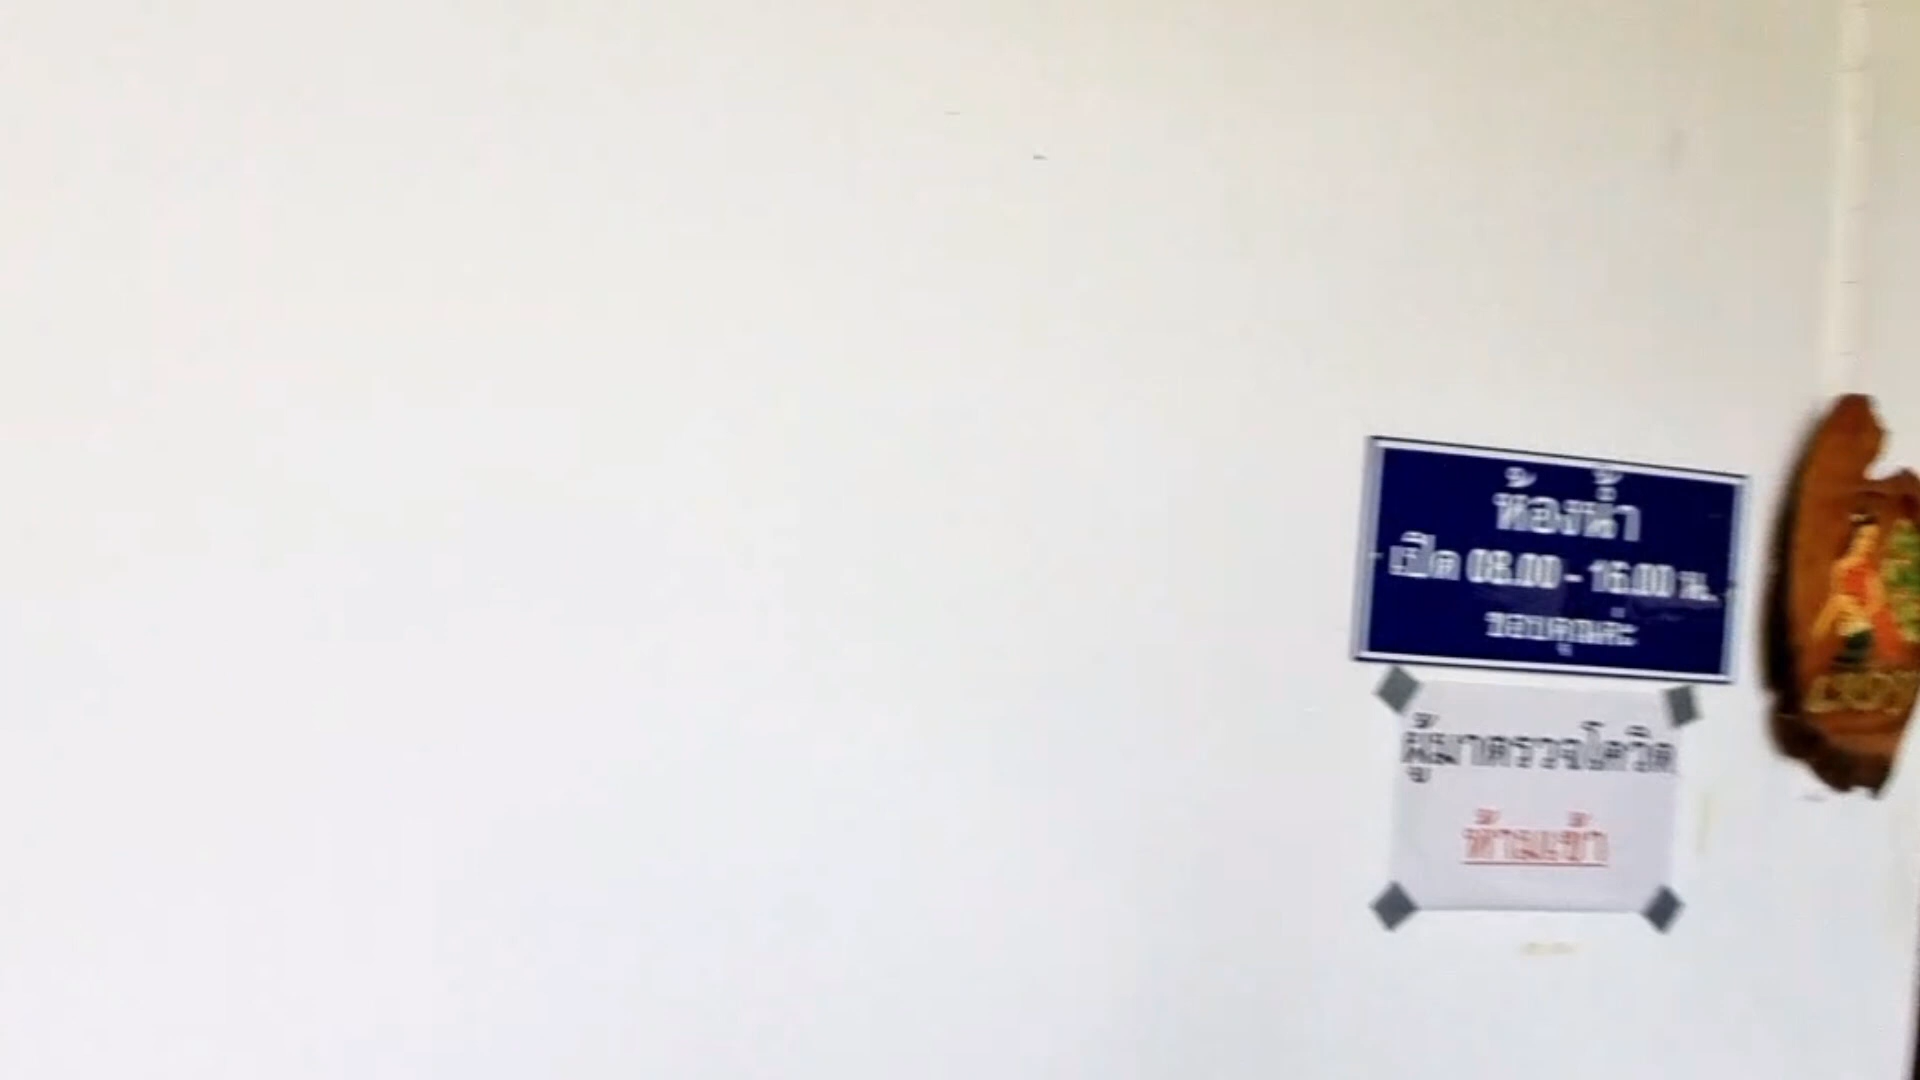 ห้องน้ำ
เปิด 08.00 - 16.00 น.
ขอบคุณค่ะ
ผู้มาตรวจโควิด
ห้ามเข้า